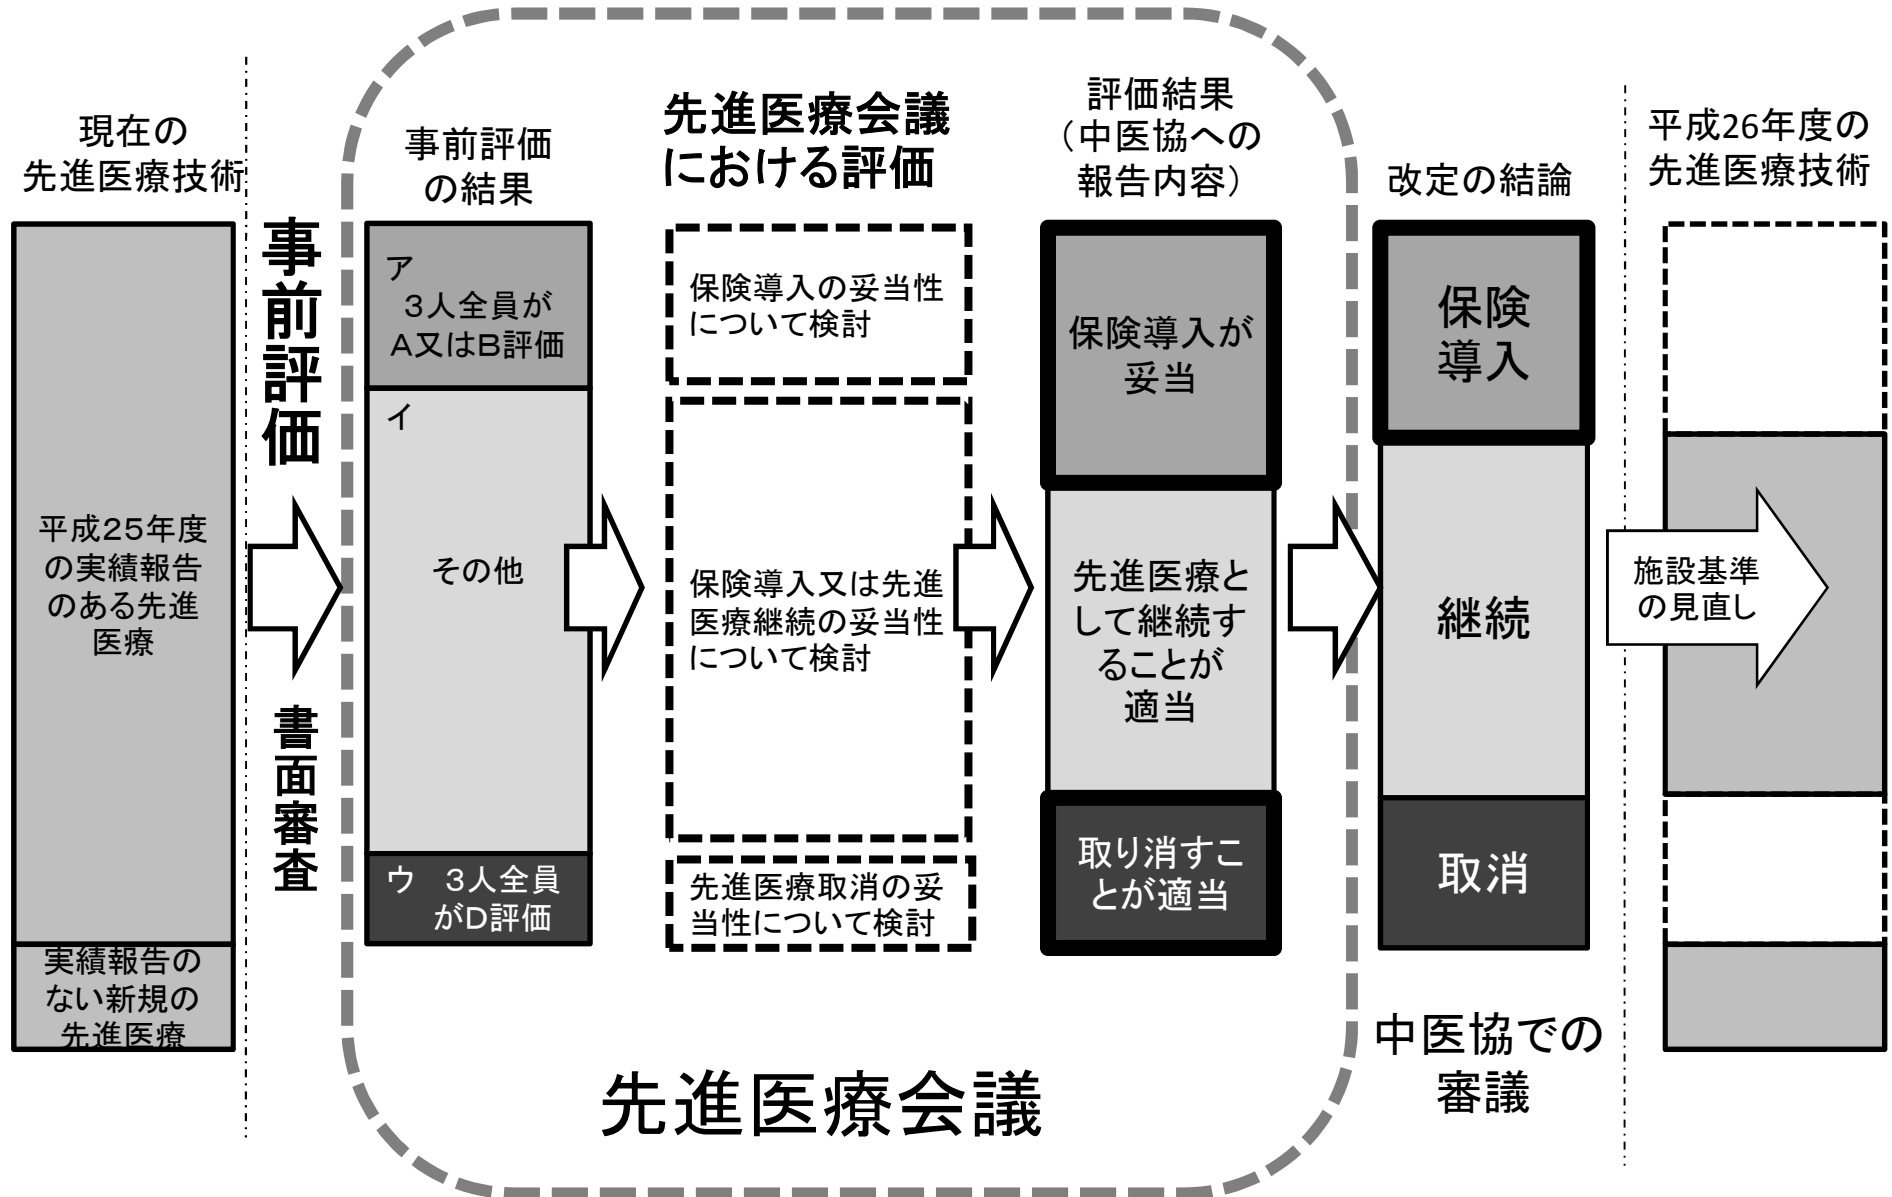 現在の
先進医療技術
平成25年度
の実績報告
のある先進
医療
実績報告の
ない新規の
先進医療
事前評価
書面審査
事前評価
の結果
ア
3人全員が
A又はB評価
イ
その他
ウ 3人全員
がD評価
先進医療会議
における評価
保険導入の妥当性
について検討
保険導入又は先進
医療継続の妥当性
について検討
先進医療取消の妥
当性について検討
評価結果
（中医協への
報告内容）
保険導入が
妥当
先進医療と
して継続す
ることが
適当
取り消すこ
とが適当
先進医療会議
改定の結論
保険
導入
継続
取消
中医協での
審議
施設基準
の見直し
平成26年度の
先進医療技術